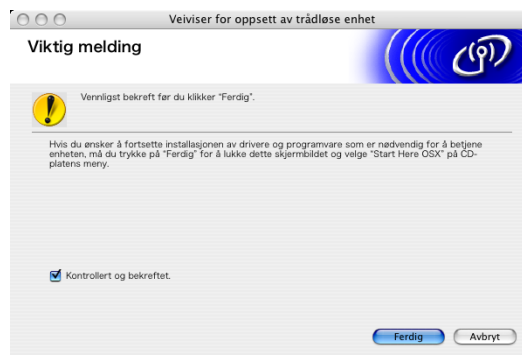 Veiviser for oppsett av trådløse enhet
Viktig melding
Vennligst bekreft før du klikker "Ferdig".
Hvis du ønsker å fortsette installasjonen av drivere og programvare som er nødvendig for å betjene
enheten, må du trykke på "Ferdig" for å lukke dette skjermbildet og velge "Start Here OSX" på CD-
platens meny.
Kontrollert og bekreftet.
Ferdig Avbryt